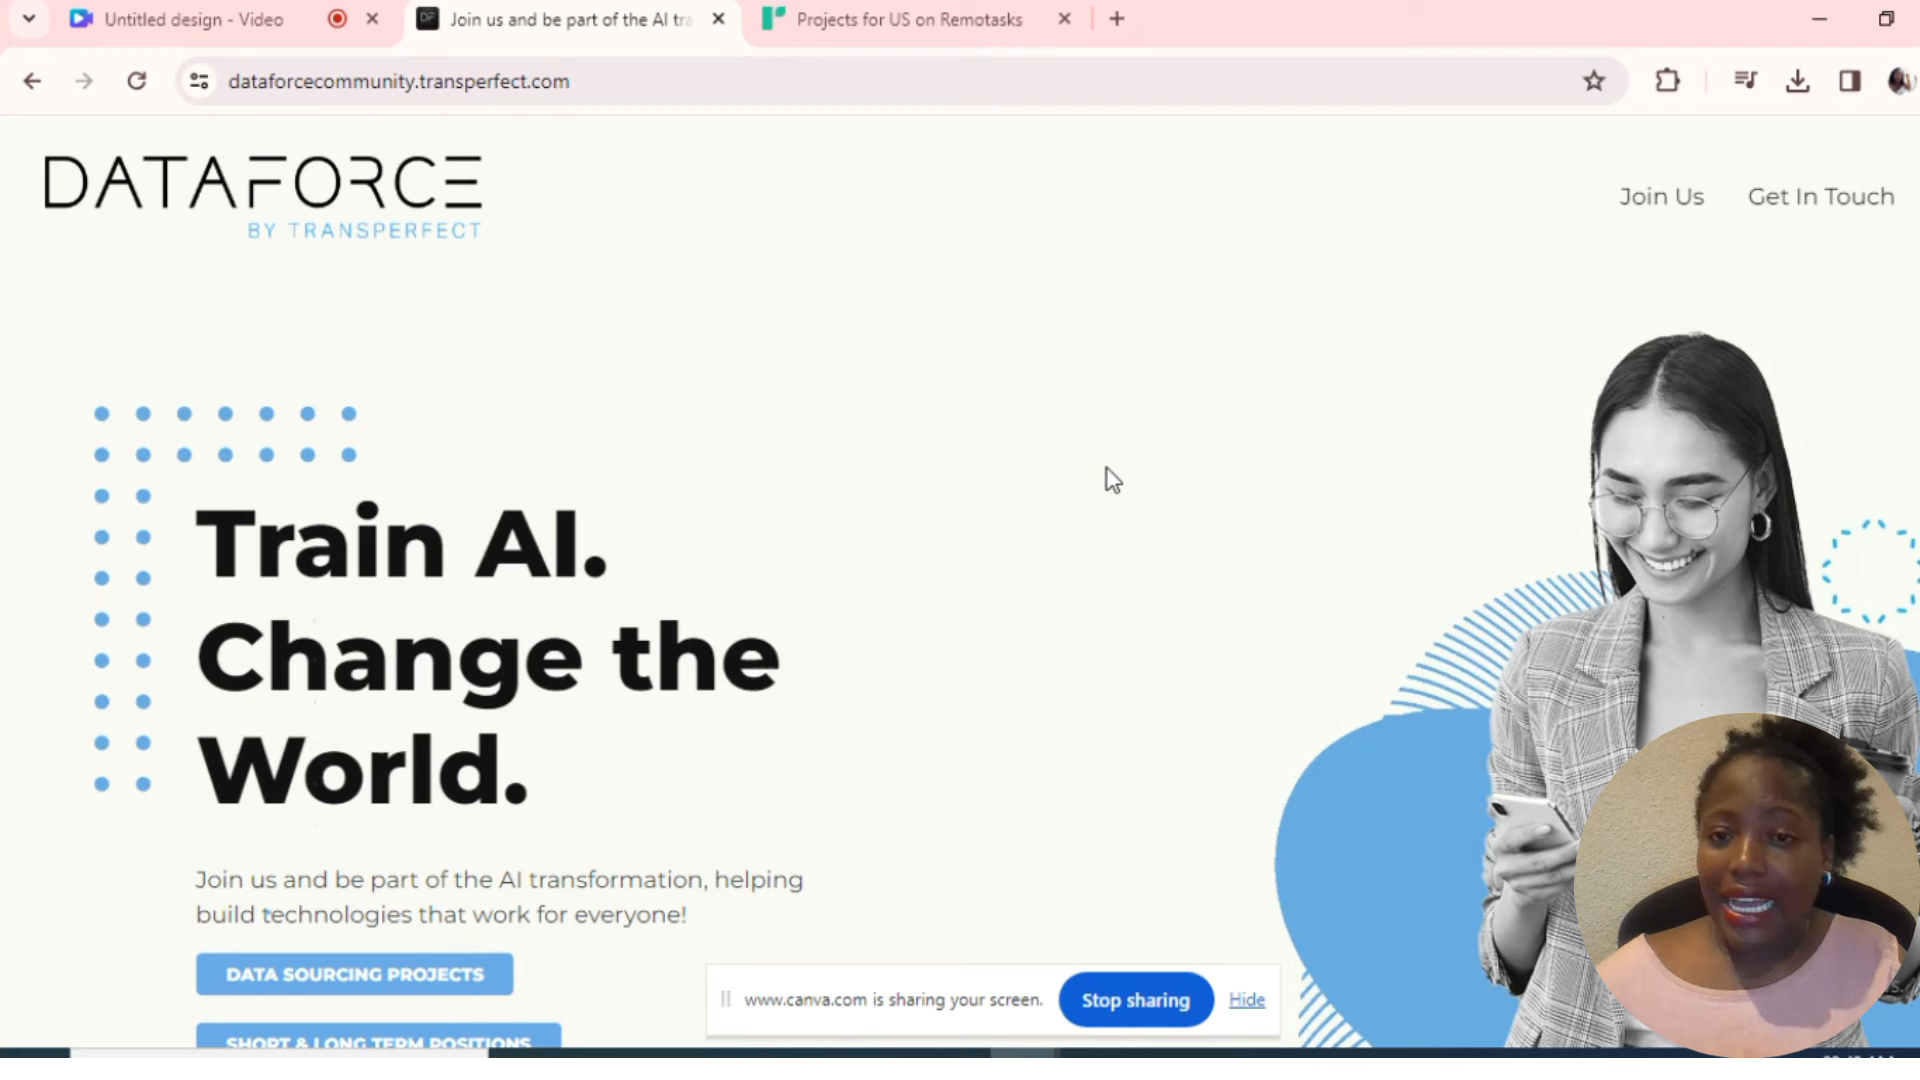 Untitled design - Video
Join us and be part of the AI tra
Projects for US on Remotasks
dataforcecommunity.transperfect.com
DATAFORCE
BY TRANSPERFECT
Join Us
Get In Touch
Train AI.
Change the
World.
Join us and be part of the AI transformation, helping
build technologies that work for everyone!
DATA SOURCING PROJECTS
SHORT & LONG TERM POSITIONS
www.canva.com is sharing your screen.
Stop sharing
Hide